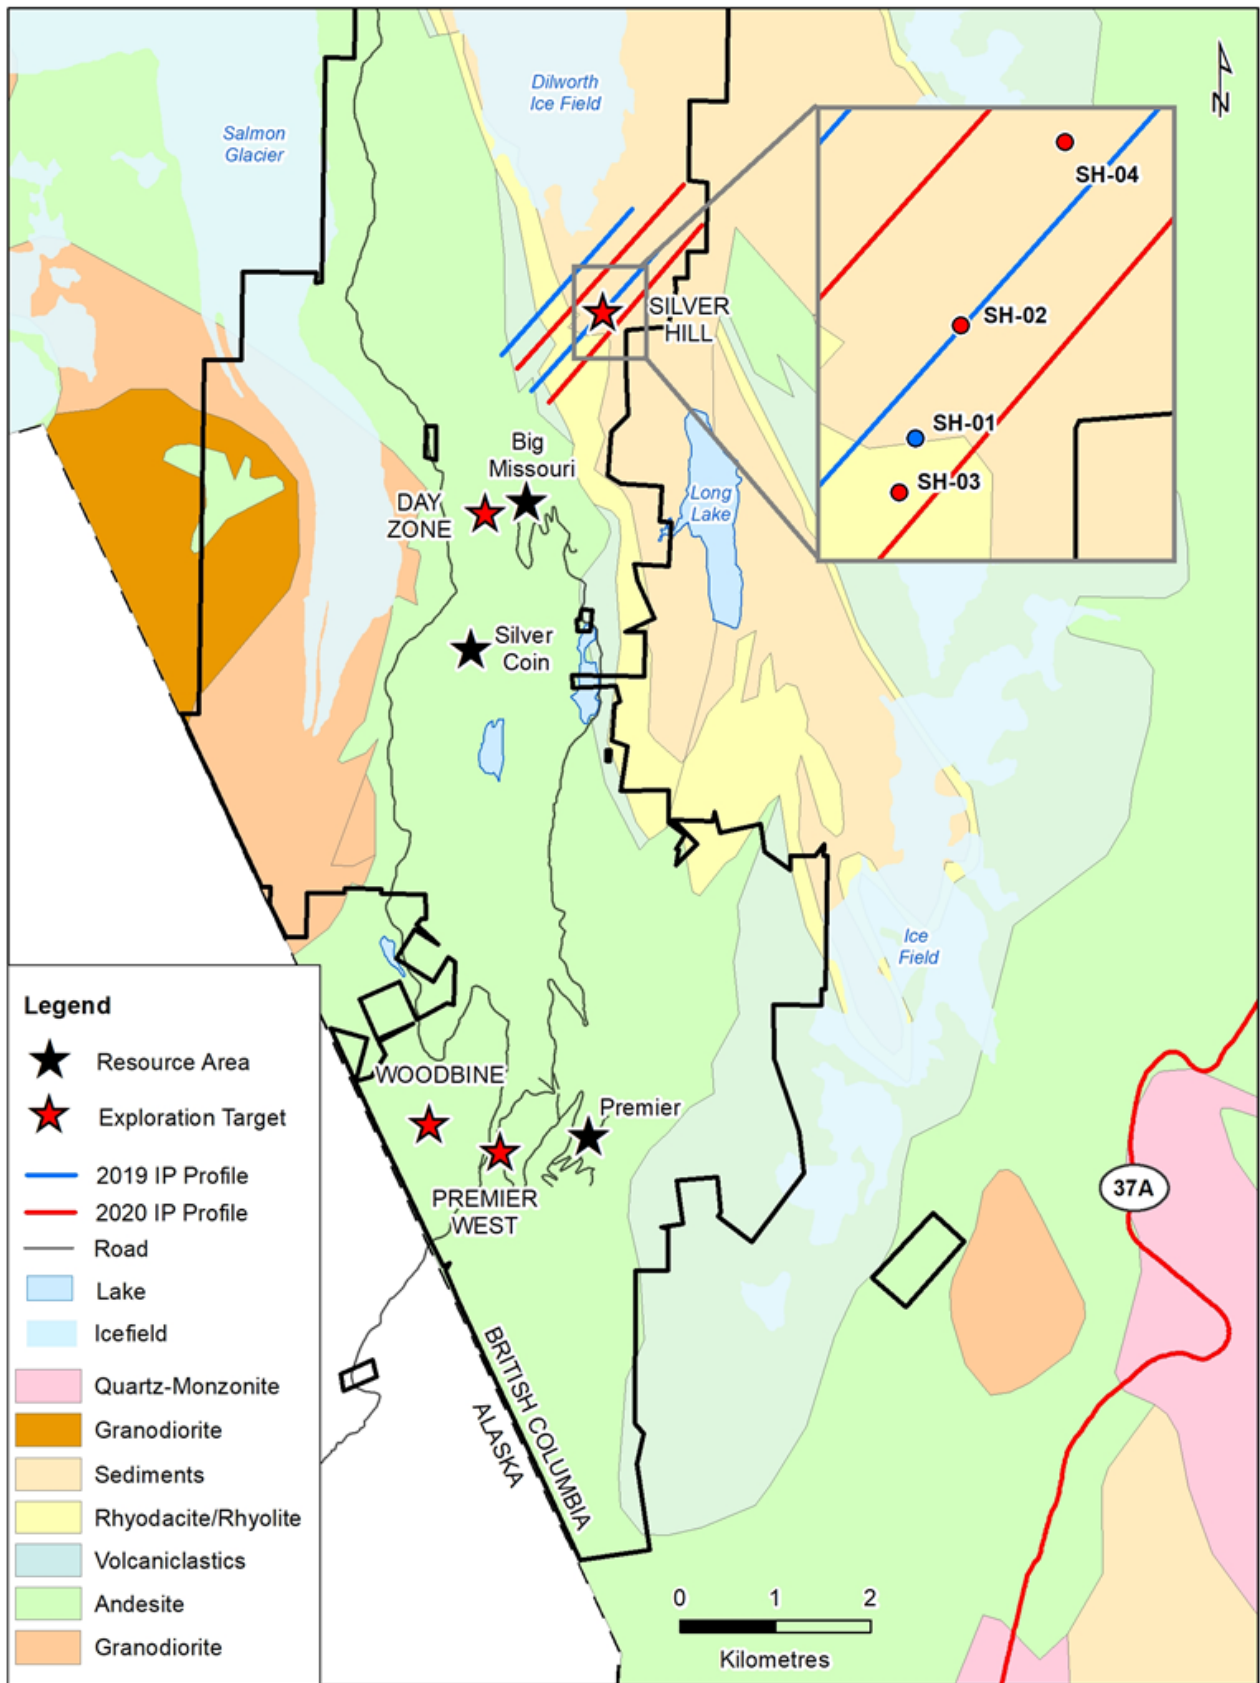 Dilworth
Ice Field
Salmon
Glacier
N
SH-04
SH-02
SH-01
SH-03
SILVER
HILL
Big
Missouri
DAY
ZONE
Long
Lake
Silver
Coin
Ice
Field
WOODBINE
Premier
PREMIER
WEST
37A
BRITISH COLUMBIA
ALASKA
Legend
Resource Area
Exploration Target
2019 IP Profile
2020 IP Profile
Road
Lake
Icefield
Quartz-Monzonite
Granodiorite
Sediments
Rhyodacite/Rhyolite
Volcaniclastics
Andesite
Granodiorite
0 1 2
Kilometres